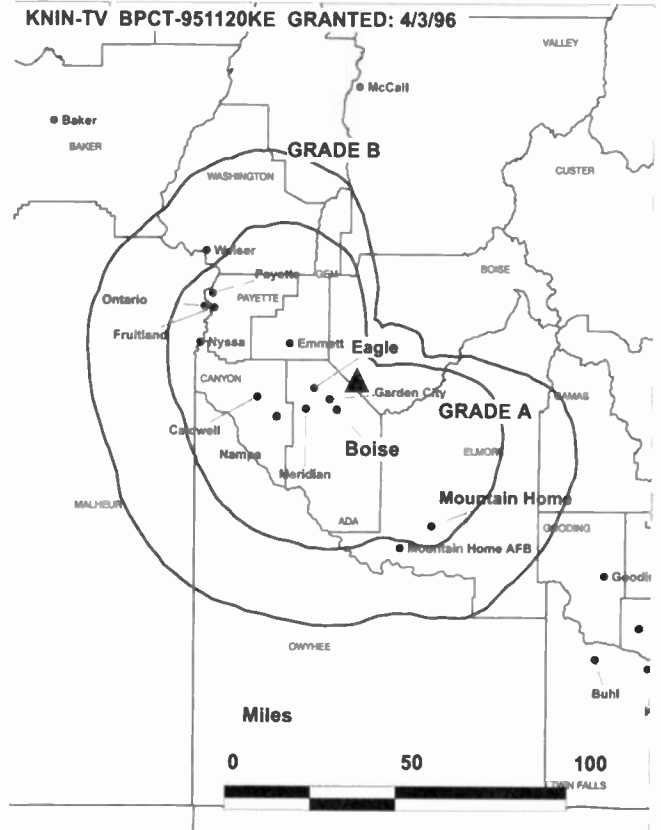 KNIN-TV BPCT-951120KE GRANTED: 4/3/96
VALLEY
McCall
Baker
BAKER
GRADE B
CUSTER
WASHINGTON
Weiser
Payette
GEM
BOISE
Ontario
PAYETTE
Fruitland
Nyssa
Emmett
Eagle
CANYON
Garden City
CAMAS
GRADE A
Caldwell
Boise
Nampa
ELMORE
Meridian
Mountain Home
MALHEUR
ADA
GOODING
Mountain Home AFB
Goodin
OWYHEE
Buhl
Miles
0 50 100
TWIN FALLS